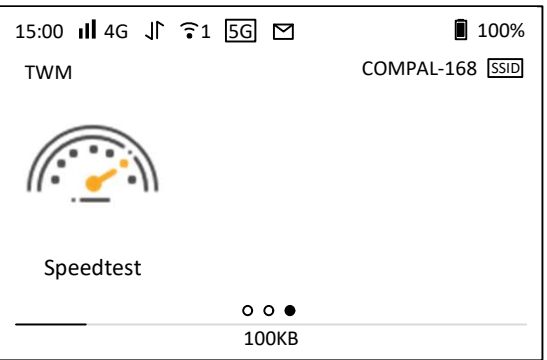 15:00 4G 1 5G 100%
TWM COMPAL-168 SSID
Speedtest
100KB